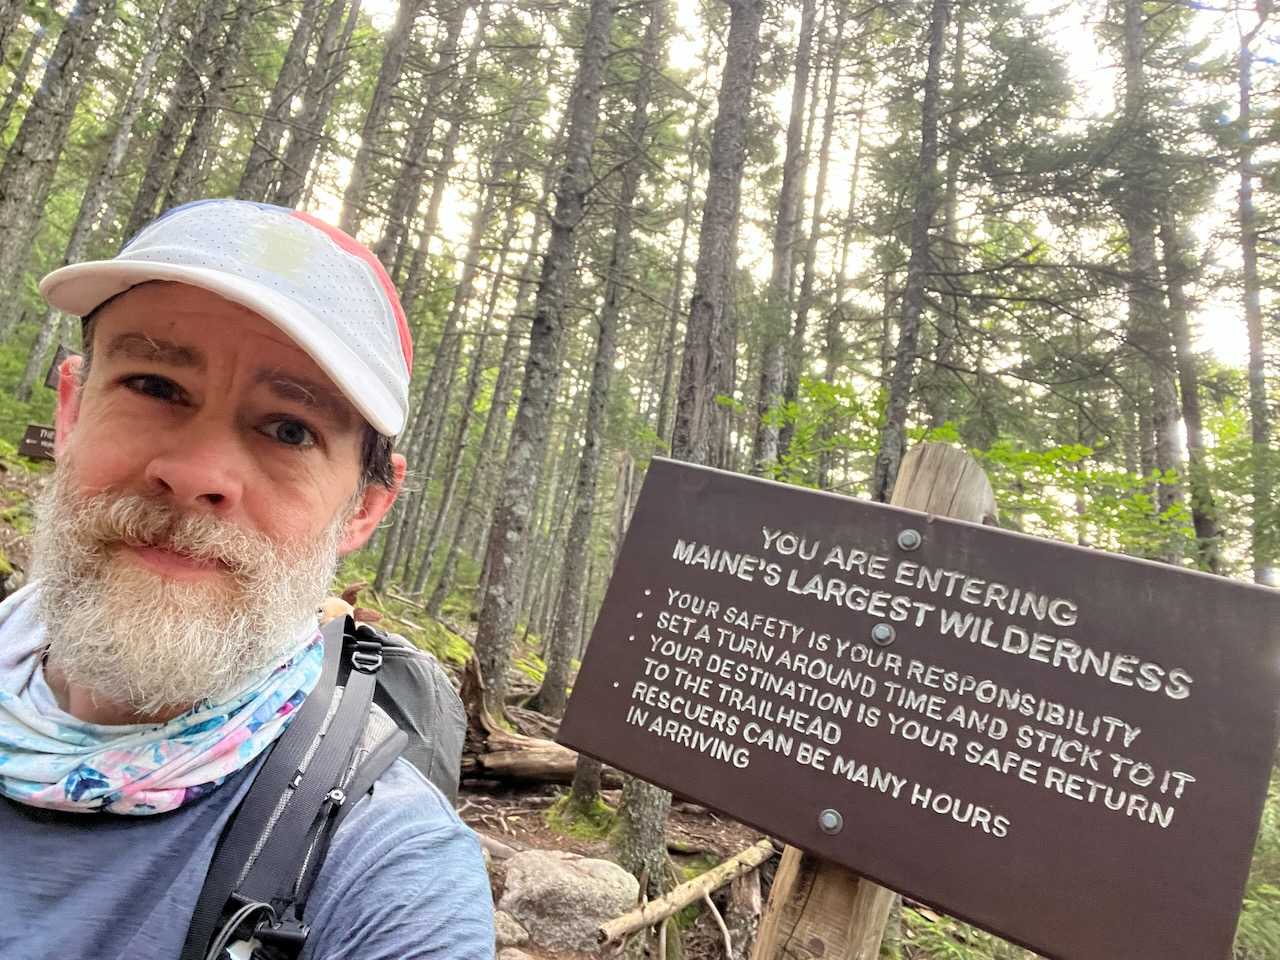 YOU ARE ENTERING
MAINE'S LARGEST WILDERNESS
• YOUR SAFETY IS YOUR RESPONSIBILITY
• SET A TURN AROUND TIME AND STICK TO IT
• YOUR DESTINATION IS YOUR SAFE RETURN
TO THE TRAILHEAD
• RESCUERS CAN BE MANY HOURS
IN ARRIVING
THE